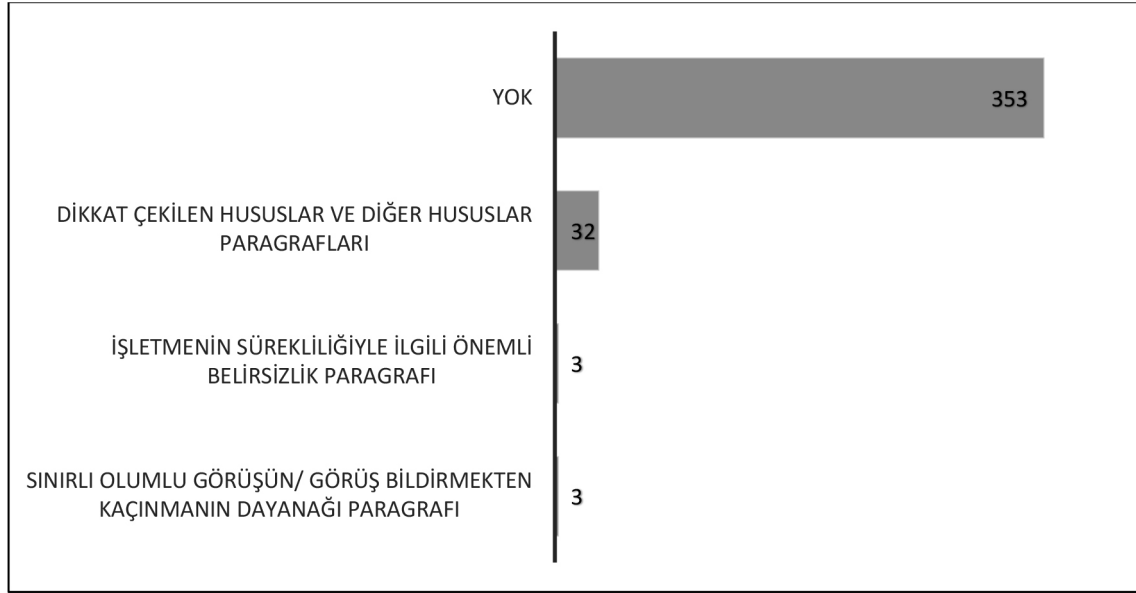 YOK
353
DİKKAT ÇEKİLEN HUSUSLAR VE DİĞER HUSUSLAR
PARAGRAFLARI
32
İŞLETMENİN SÜREKLİLİĞİYLE İLGİLİ ÖNEMLİ
BELİRSİZLİK PARAGRAFI
3
SINIRLI OLUMLU GÖRÜŞÜN/ GÖRÜŞ BİLDİRMEKTEN
KAÇINMANIN DAYANAĞI PARAGRAFI
3